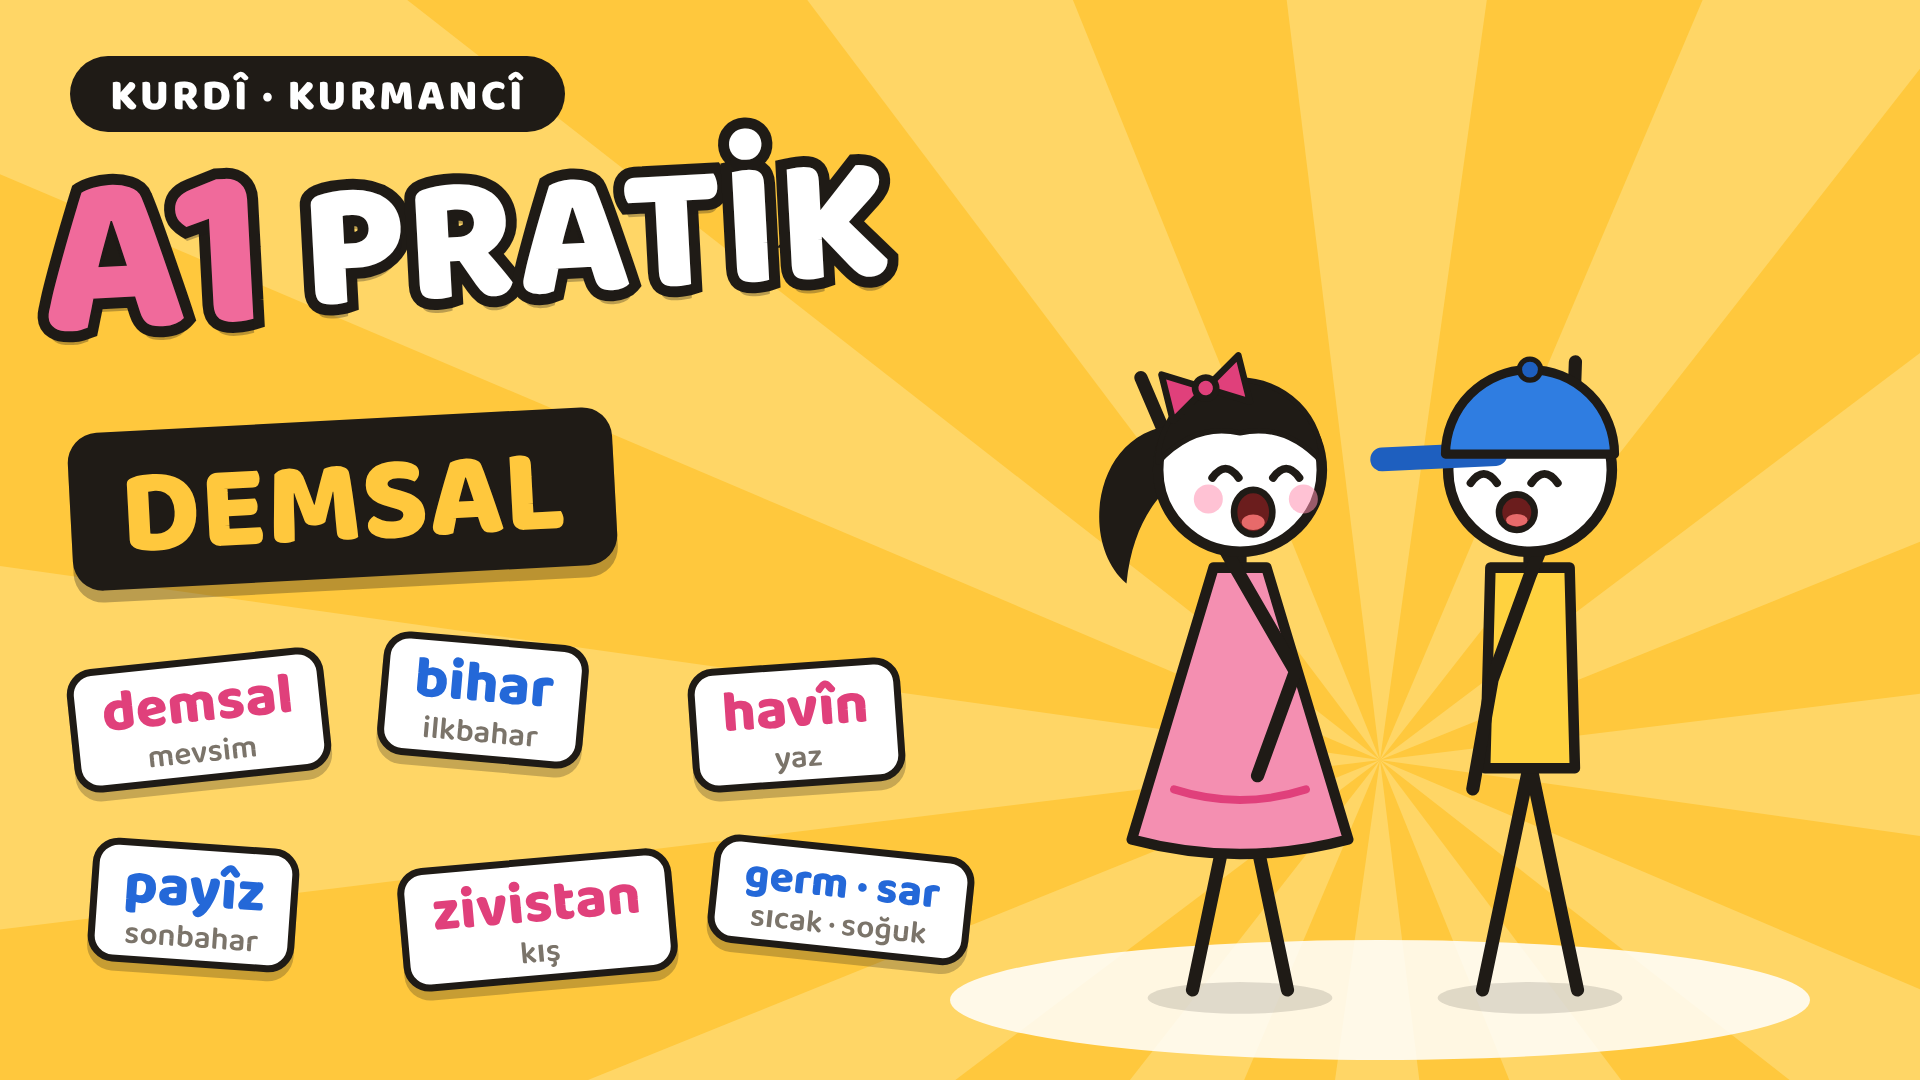 KURDÎ · KURMANCÎ
A1 PRATİK
DEMSAL
demsal
mevsim
bihar
ilkbahar
havîn
yaz
payîz
sonbahar
zivistan
kış
germ · sar
sıcak · soğuk